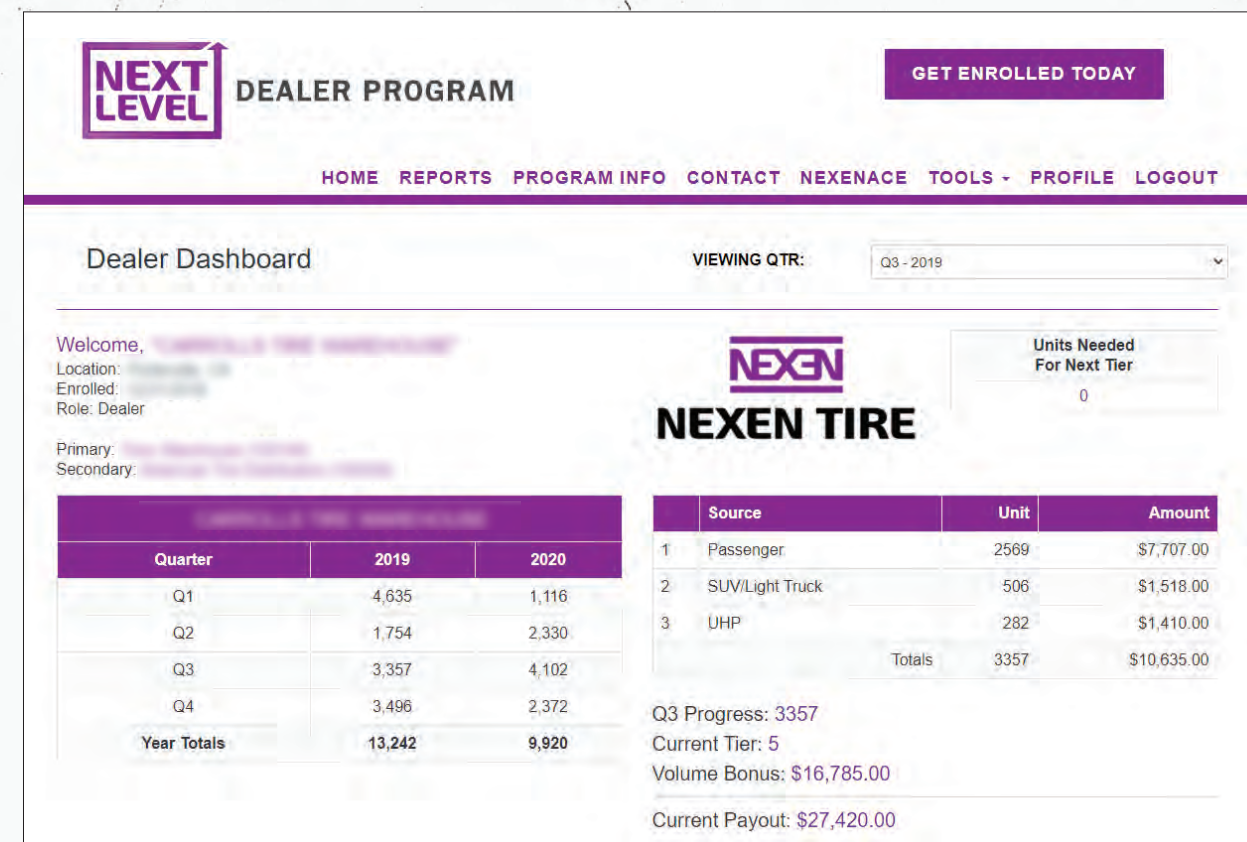 NEXT
LEVEL
DEALER PROGRAM
GET ENROLLED TODAY
HOME REPORTS PROGRAM INFO CONTACT NEXENACE TOOLS PROFILE LOGOUT
Dealer Dashboard
VIEWING QTR:
Q3 - 2019
Welcome,
Location:
Enrolled:
Role: Dealer
Primary:
Secondary:
NEXEN
NEXEN TIRE
Units Needed
For Next Tier
0
Quarter 2019 2020
Q1 4,635 1,116
Q2 1,754 2,330
Q3 3,357 4,102
Q4 3,496 2,372
Year Totals 13,242 9,920
Source Unit Amount
1 Passenger 2569 $7,707.00
2 SUV/Light Truck 506 $1,518.00
3 UHP 282 $1,410.00
Totals 3357 $10,635.00
Q3 Progress: 3357
Current Tier: 5
Volume Bonus: $16,785.00
Current Payout: $27,420.00